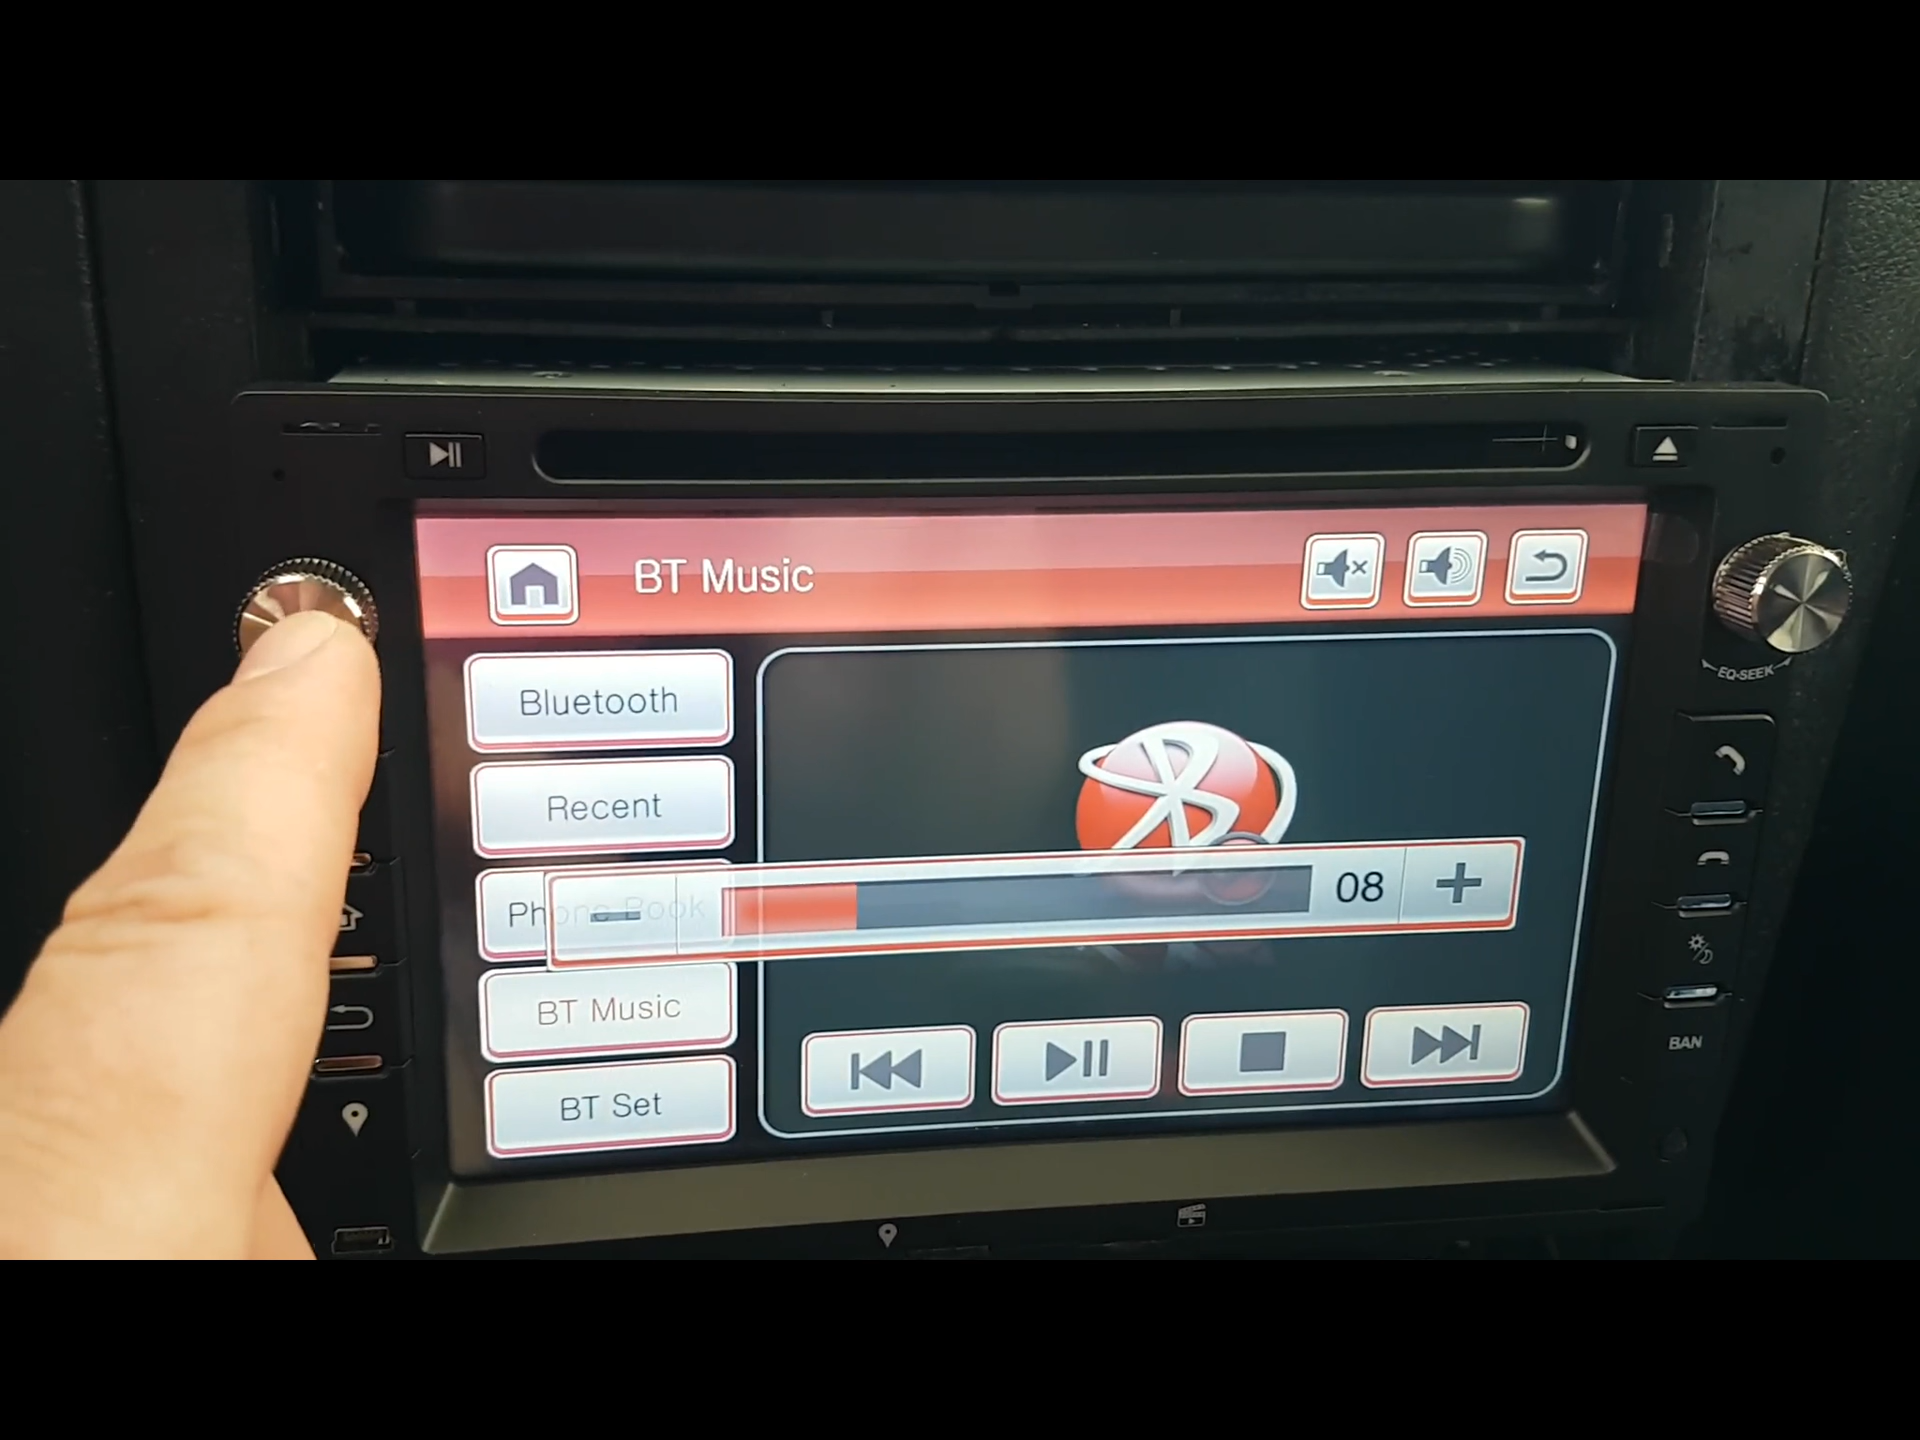 BT Music
EQ-SEEK
Bluetooth
Recent
Phone Book
08
BT Music
BAN
BT Set